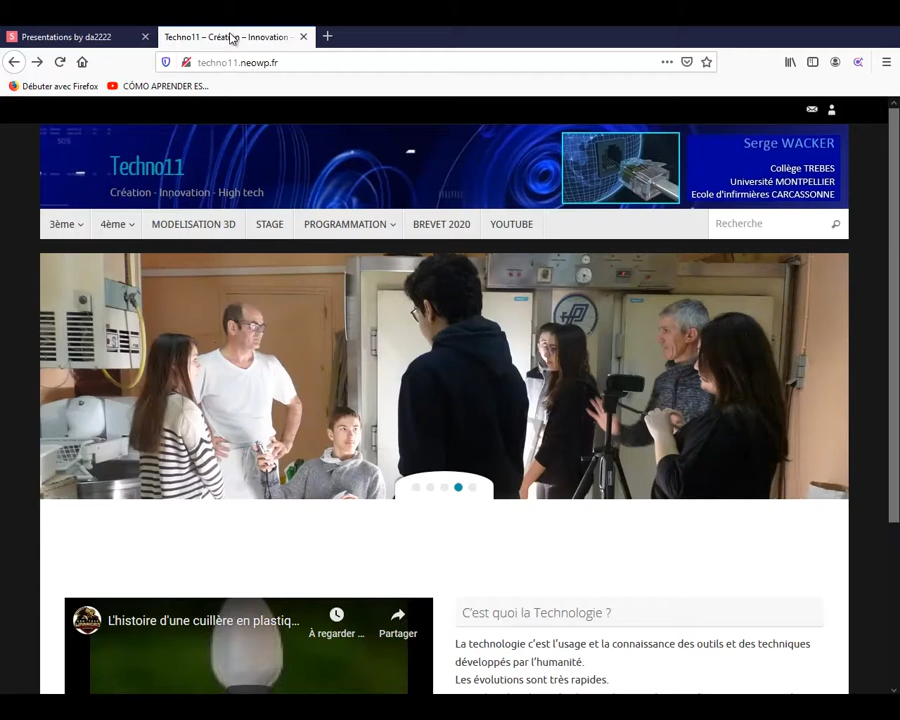 Presentations by da2222
Techno11 – Création – Innovation -
techno11.neowp.fr
Débuter avec Firefox
CÓMO APRENDER ES...
Techno11
Création - Innovation - High tech
Serge WACKER
Collège TREBES
Université MONTPELLIER
Ecole d'infirmières CARCASSONNE
3ème
4ème
MODELISATION 3D
STAGE
PROGRAMMATION
BREVET 2020
YOUTUBE
Recherche
L'histoire d'une cuillère en plastiq...
À regarder ...
Partager
C'est quoi la Technologie ?
La technologie c'est l'usage et la connaissance des outils et des techniques
développés par l'humanité.
Les évolutions sont très rapides.